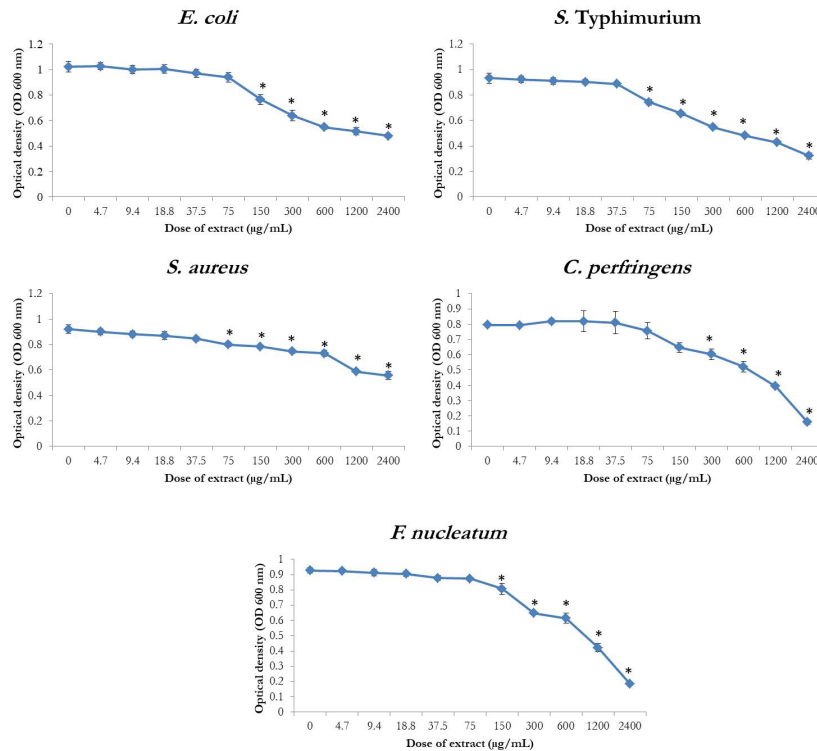 E. coli
Optical density (OD 600 nm)
1.2
1
0.8
0.6
0.4
0.2
0
* * * * *
0 4.7 9.4 18.8 37.5 75 150 300 600 1200 2400
Dose of extract (µg/mL)
S. Typhimurium
Optical density (OD 600 nm)
1.2
1
0.8
0.6
0.4
0.2
0
* * * * * *
0 4.7 9.4 18.8 37.5 75 150 300 600 1200 2400
Dose of extract (µg/mL)
S. aureus
Optical density (OD 600 nm)
1.2
1
0.8
0.6
0.4
0.2
0
* * * * * *
0 4.7 9.4 18.8 37.5 75 150 300 600 1200 2400
Dose of extract (µg/mL)
C. perfringens
Optical density (OD 600 nm)
1
0.9
0.8
0.7
0.6
0.5
0.4
0.3
0.2
0.1
0
* * * *
0 4.7 9.4 18.8 37.5 75 150 300 600 1200 2400
Dose of extract (µg/mL)
F. nucleatum
Optical density (OD 600 nm)
1
0.9
0.8
0.7
0.6
0.5
0.4
0.3
0.2
0.1
0
* * * * *
0 4.7 9.4 18.8 37.5 75 150 300 600 1200 2400
Dose of extract (µg/mL)